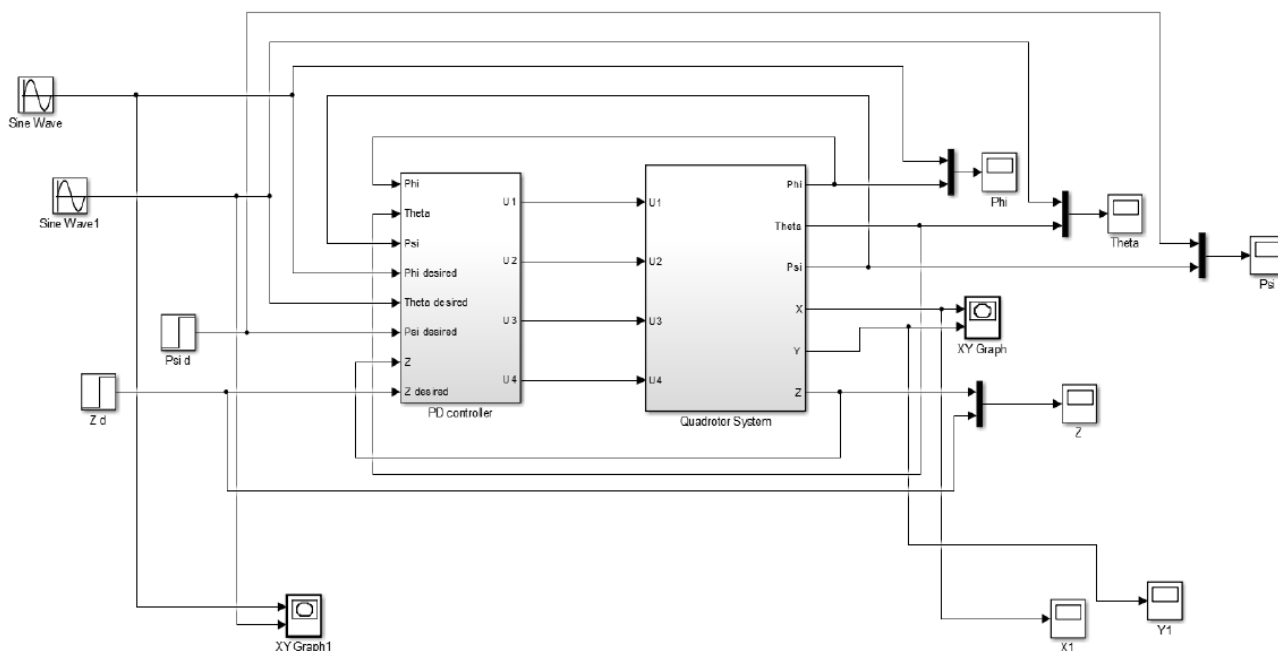 Sine Wave
Sine Wave1
Psi d
Z d
Phi
Theta
Psi
Phi desired
Theta desired
Psi desired
Z
Z desired
U1
U2
U3
U4
PD controller
U1
U2
U3
U4
Phi
Theta
Psi
X
Y
Z
Quadrotor System
Phi
Theta
Psi
XY Graph
Z
XY Graph1
X1
Y1